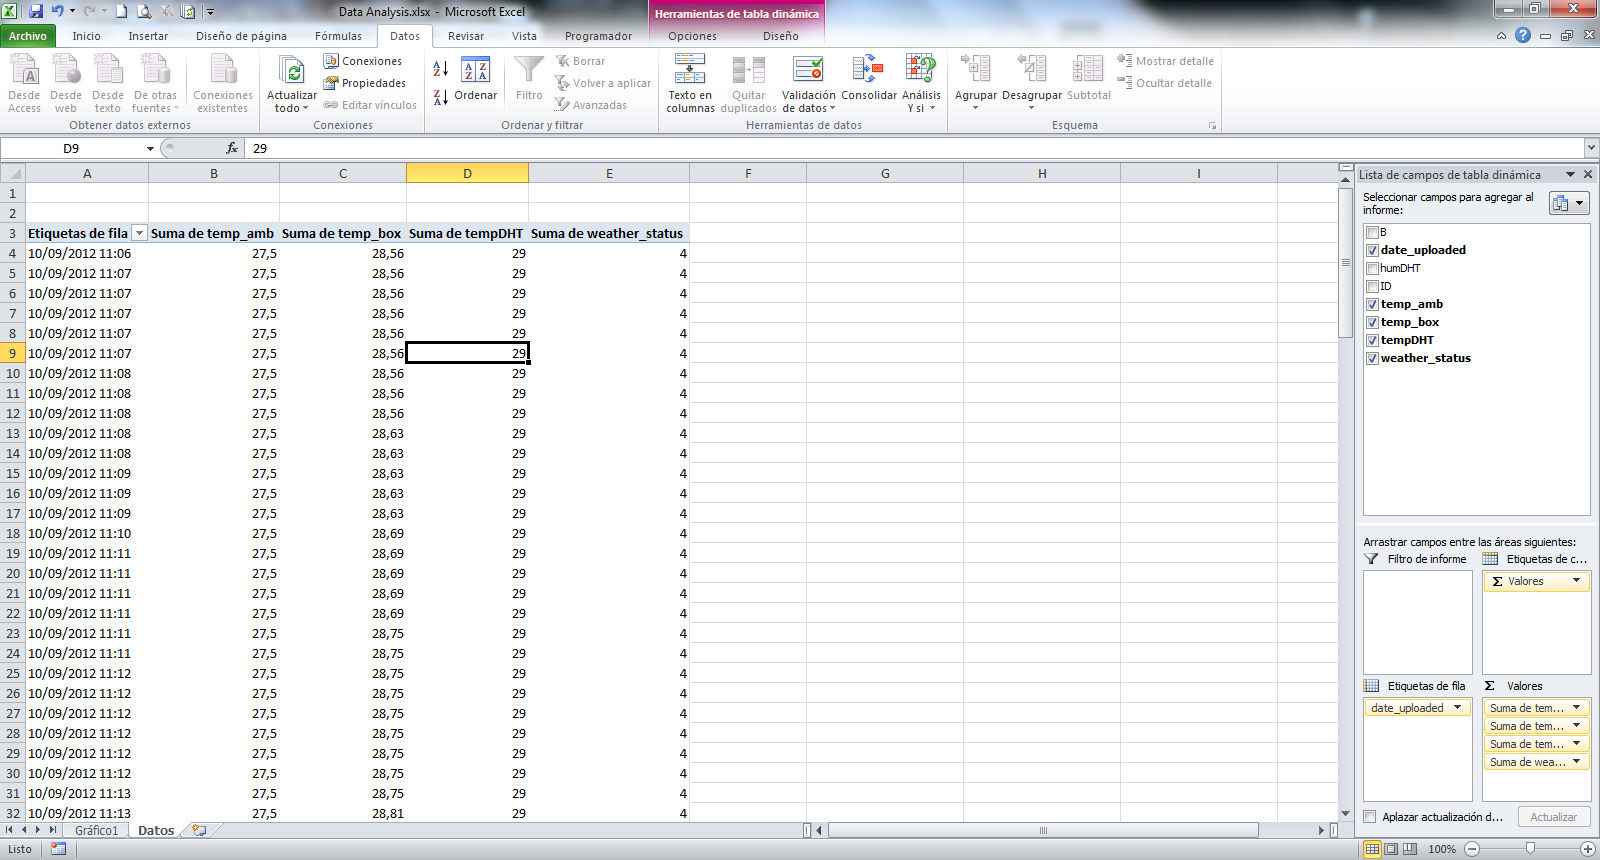 Data Analysis.xlsx - Microsoft Excel
Herramientas de tabla dinámica
Archivo Inicio Insertar Diseño de página Fórmulas Datos Revisar Vista Programador Opciones Diseño
Desde Access
Desde web
Desde texto
De otras fuentes
Conexiones existentes
Obtener datos externos
Actualizar todo
Conexiones
Propiedades
Editar vínculos
Conexiones
Ordenar
Filtro
Borrar
Volver a aplicar
Avanzadas
Ordenar y filtrar
Texto en columnas
Quitar duplicados
Validación de datos
Consolidar
Análisis Y si
Herramientas de datos
Agrupar
Desagrupar
Subtotal
Mostrar detalle
Ocultar detalle
Esquema
D9 fx 29
A B C D E F G H I
1
2
3 Etiquetas de fila Suma de temp_amb Suma de temp_box Suma de tempDHT Suma de weather_status
4 10/09/2012 11:06 27,5 28,56 29 4
5 10/09/2012 11:07 27,5 28,56 29 4
6 10/09/2012 11:07 27,5 28,56 29 4
7 10/09/2012 11:07 27,5 28,56 29 4
8 10/09/2012 11:07 27,5 28,56 29 4
9 10/09/2012 11:07 27,5 28,56 29 4
10 10/09/2012 11:08 27,5 28,56 29 4
11 10/09/2012 11:08 27,5 28,56 29 4
12 10/09/2012 11:08 27,5 28,56 29 4
13 10/09/2012 11:08 27,5 28,63 29 4
14 10/09/2012 11:08 27,5 28,63 29 4
15 10/09/2012 11:09 27,5 28,63 29 4
16 10/09/2012 11:09 27,5 28,63 29 4
17 10/09/2012 11:09 27,5 28,63 29 4
18 10/09/2012 11:10 27,5 28,69 29 4
19 10/09/2012 11:11 27,5 28,69 29 4
20 10/09/2012 11:11 27,5 28,69 29 4
21 10/09/2012 11:11 27,5 28,69 29 4
22 10/09/2012 11:11 27,5 28,69 29 4
23 10/09/2012 11:11 27,5 28,75 29 4
24 10/09/2012 11:11 27,5 28,75 29 4
25 10/09/2012 11:12 27,5 28,75 29 4
26 10/09/2012 11:12 27,5 28,75 29 4
27 10/09/2012 11:12 27,5 28,75 29 4
28 10/09/2012 11:12 27,5 28,75 29 4
29 10/09/2012 11:12 27,5 28,75 29 4
30 10/09/2012 11:12 27,5 28,75 29 4
31 10/09/2012 11:13 27,5 28,75 29 4
32 10/09/2012 11:13 27,5 28,81 29 4
Gráfico1 Datos
Listo 100%
Lista de campos de tabla dinámica
Seleccionar campos para agregar al
informe:
B
date_uploaded
humDHT
ID
temp_amb
temp_box
tempDHT
weather_status
Arrastrar campos entre las áreas siguientes:
Filtro de informe Etiquetas de c...
Σ Valores
Etiquetas de fila Σ Valores
date_uploaded Suma de tem...
Suma de tem...
Suma de tem...
Suma de wea...
Aplazar actualización d... Actualizar